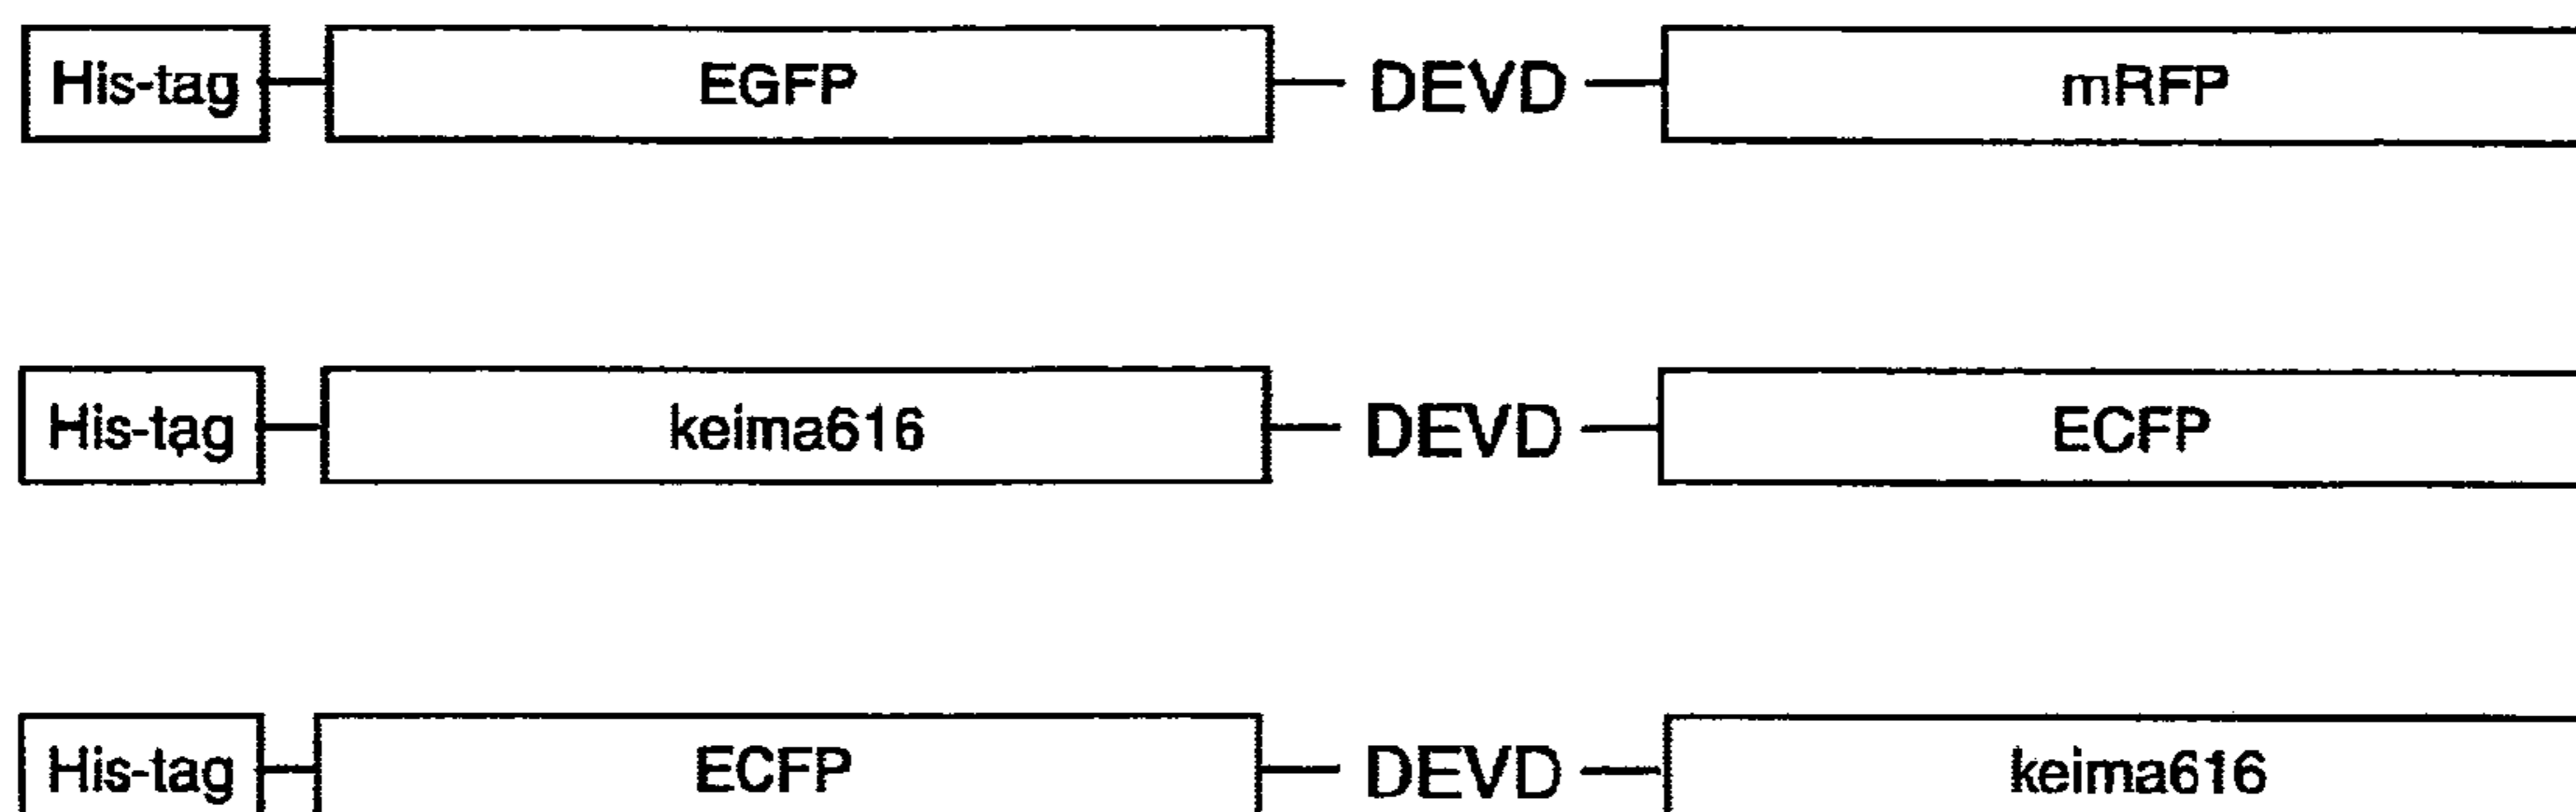 His-tag EGFP DEVD mRFP
His-tag keima616 DEVD ECFP
His-tag ECFP DEVD keima616